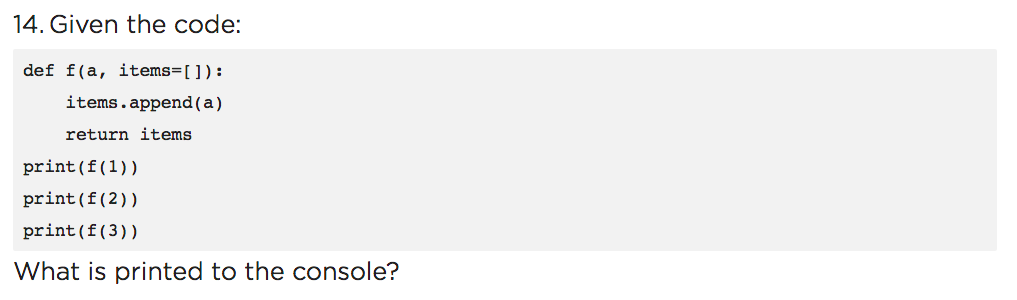 14. Given the code:
def f(a, items=[]):
    items.append(a)
    return items
print(f(1))
print(f(2))
print(f(3))
What is printed to the console?